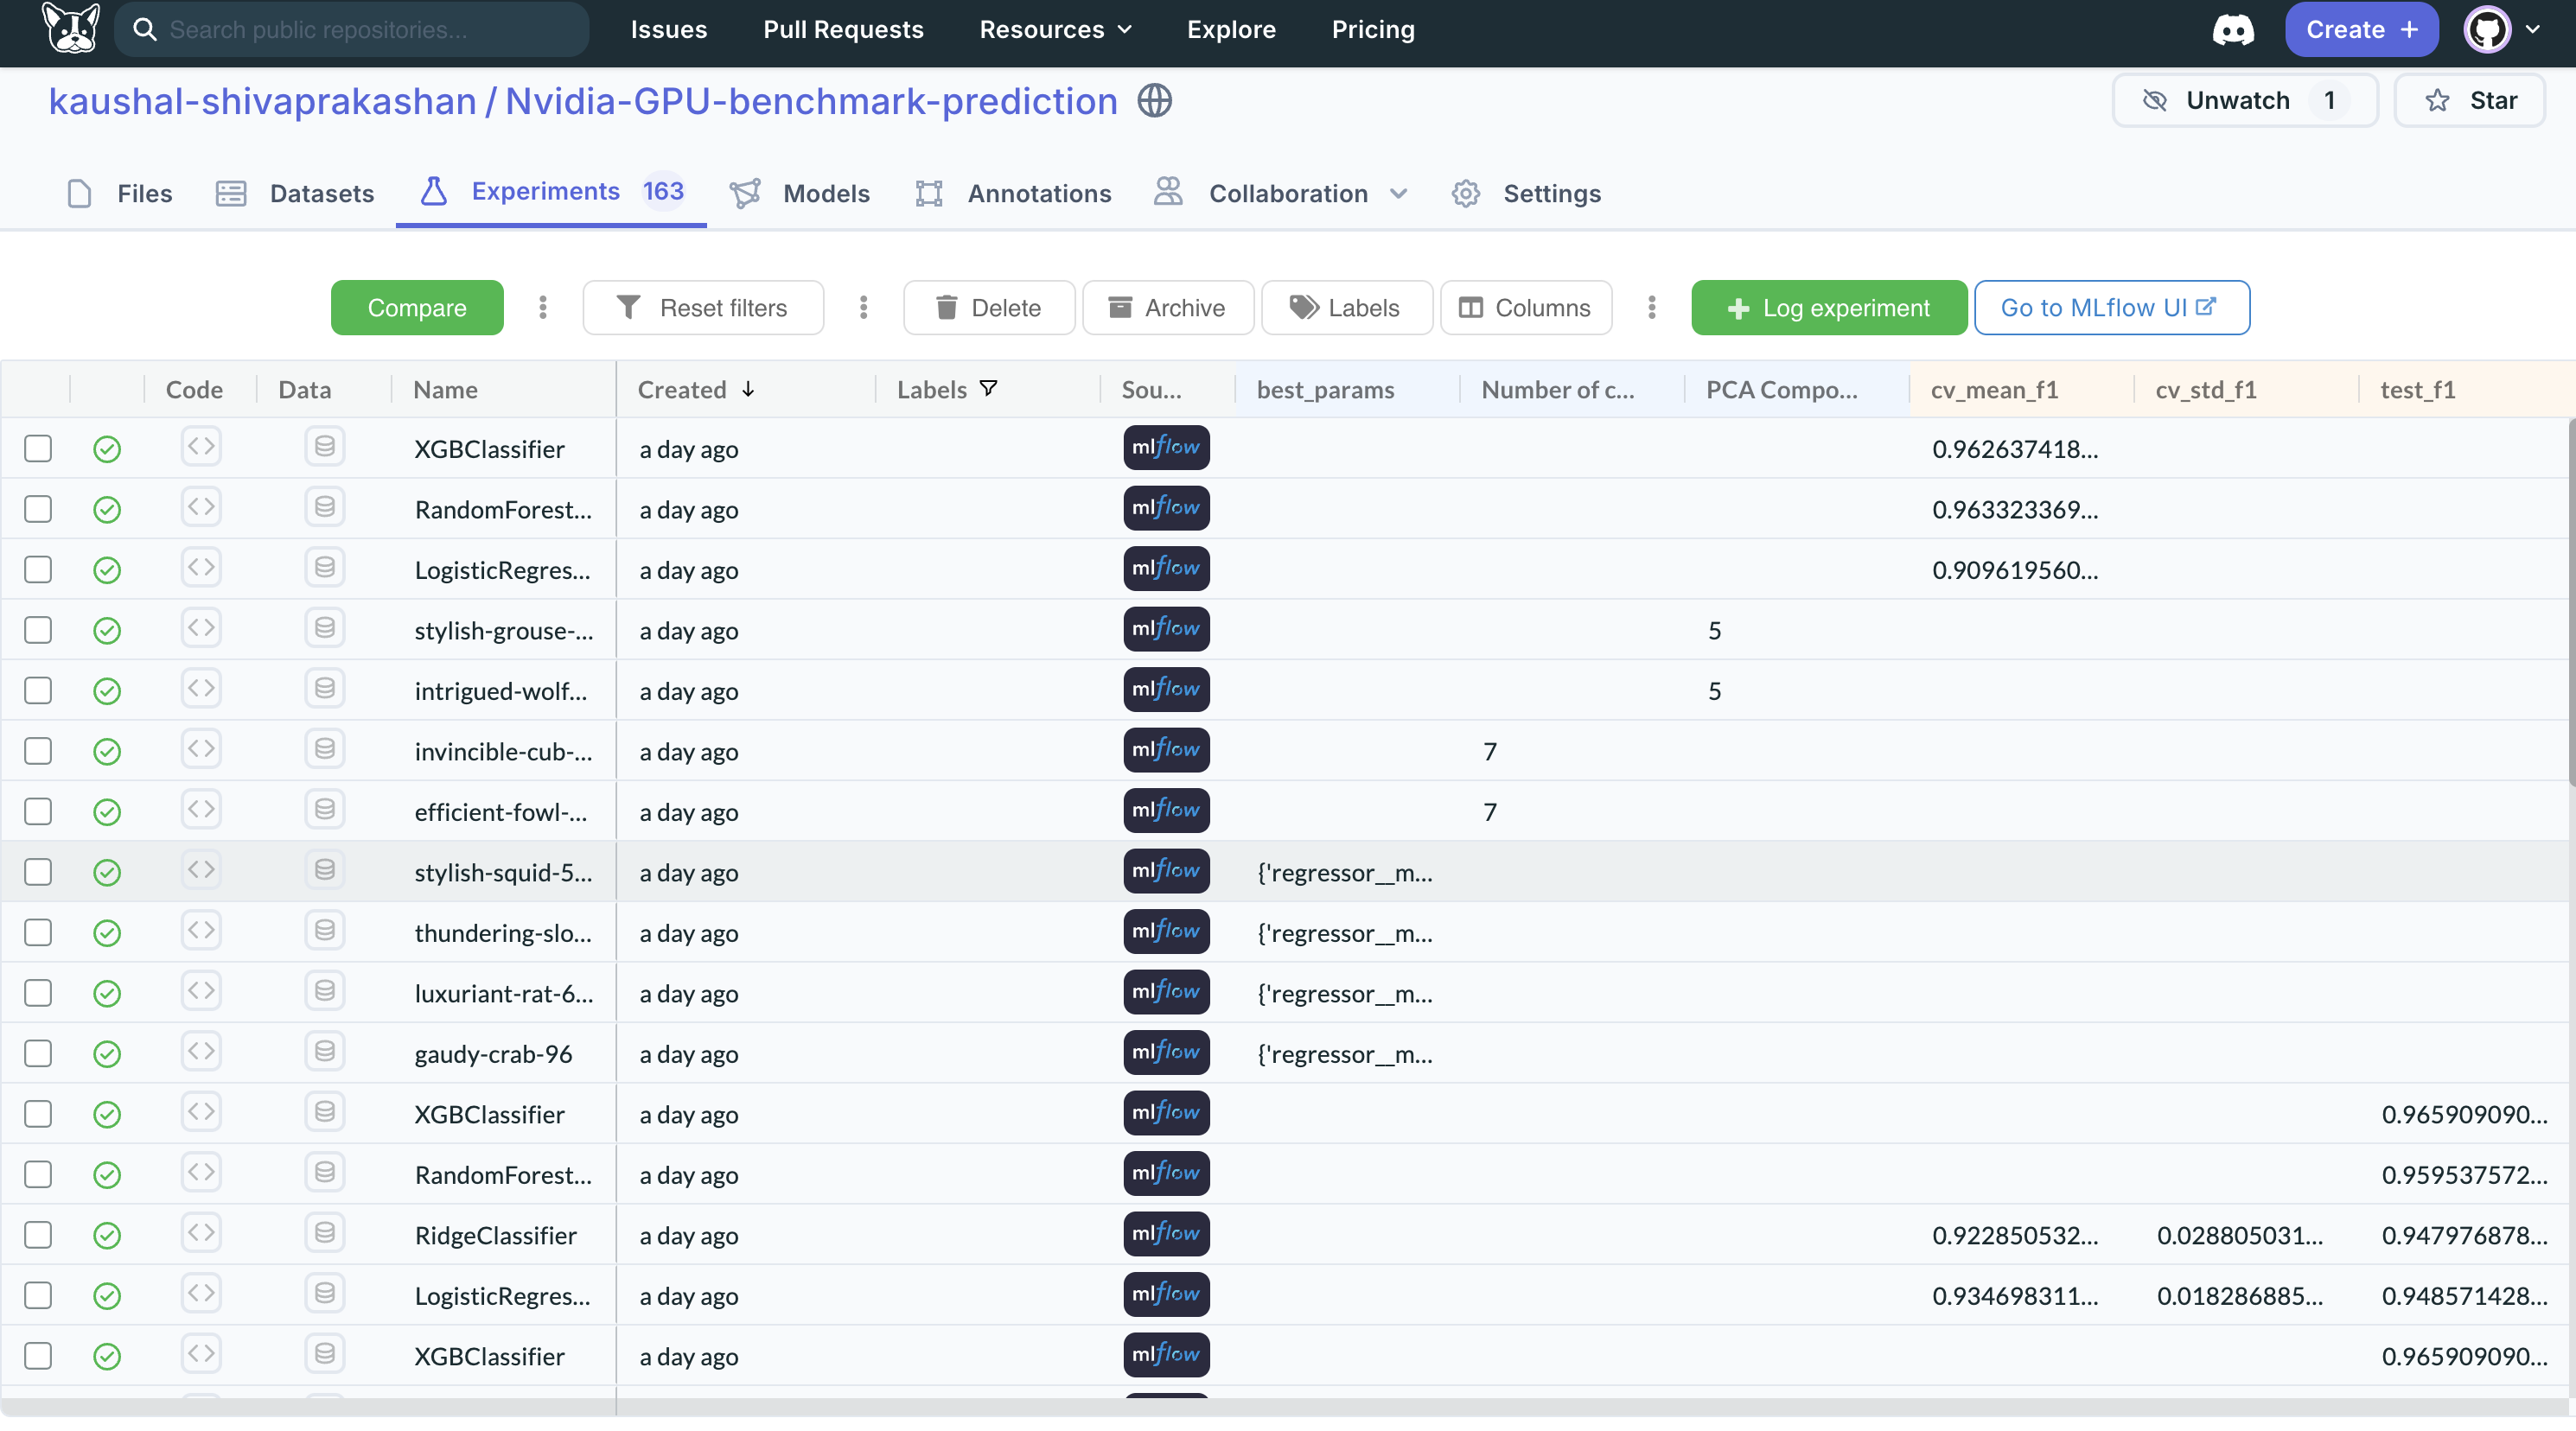 Search public repositories... Issues Pull Requests Resources Explore Pricing Create +
kaushal-shivaprakashan / Nvidia-GPU-benchmark-prediction Unwatch 1 Star
Files Datasets Experiments 163 Models Annotations Collaboration Settings
Compare Reset filters Delete Archive Labels Columns + Log experiment Go to MLflow UI
Code Data Name Created ↓ Labels Sou... best_params Number of c... PCA Compo... cv_mean_f1 cv_std_f1 test_f1
XGBClassifier a day ago mlflow 0.962637418...
RandomForest... a day ago mlflow 0.963323369...
LogisticRegres... a day ago mlflow 0.909619560...
stylish-grouse-... a day ago mlflow 5
intrigued-wolf... a day ago mlflow 5
invincible-cub-... a day ago mlflow 7
efficient-fowl-... a day ago mlflow 7
stylish-squid-5... a day ago mlflow {'regressor__m...
thundering-slo... a day ago mlflow {'regressor__m...
luxuriant-rat-6... a day ago mlflow {'regressor__m...
gaudy-crab-96 a day ago mlflow {'regressor__m...
XGBClassifier a day ago mlflow 0.965909090...
RandomForest... a day ago mlflow 0.959537572...
RidgeClassifier a day ago mlflow 0.922850532... 0.028805031... 0.947976878...
LogisticRegres... a day ago mlflow 0.934698311... 0.018286885... 0.948571428...
XGBClassifier a day ago mlflow 0.965909090...